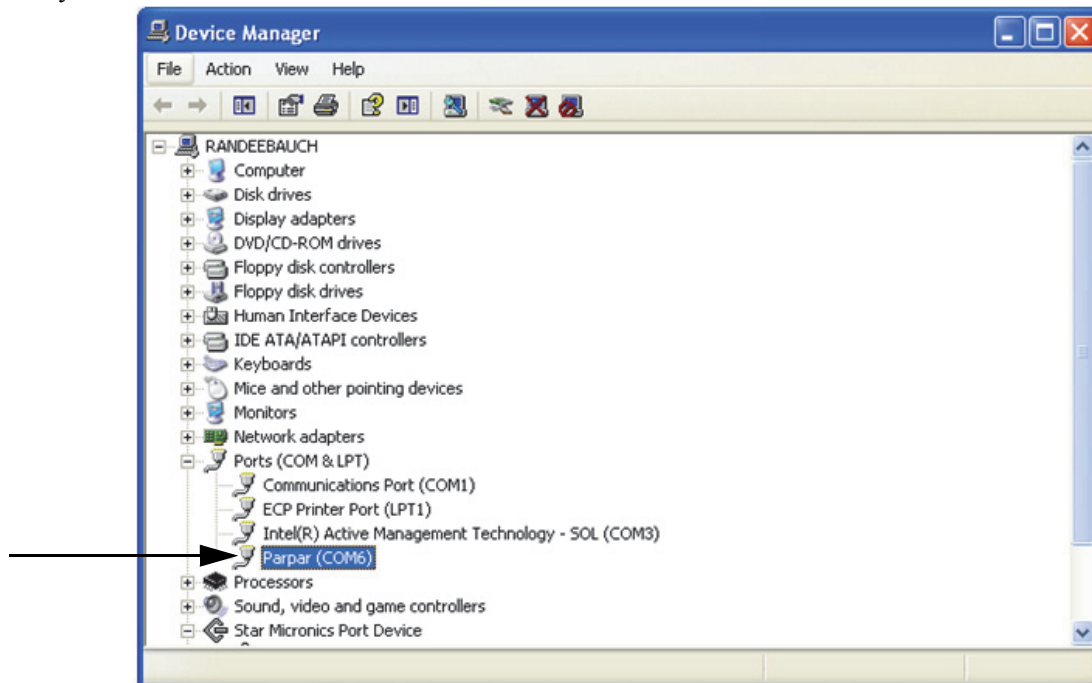 Device Manager
File Action View Help
RANDEEBAUCH
Computer
Disk drives
Display adapters
DVD/CD-ROM drives
Floppy disk controllers
Floppy disk drives
Human Interface Devices
IDE ATA/ATAPI controllers
Keyboards
Mice and other pointing devices
Monitors
Network adapters
Ports (COM & LPT)
Communications Port (COM1)
ECP Printer Port (LPT1)
Intel(R) Active Management Technology - SOL (COM3)
Parpar (COM6)
Processors
Sound, video and game controllers
Star Micronics Port Device